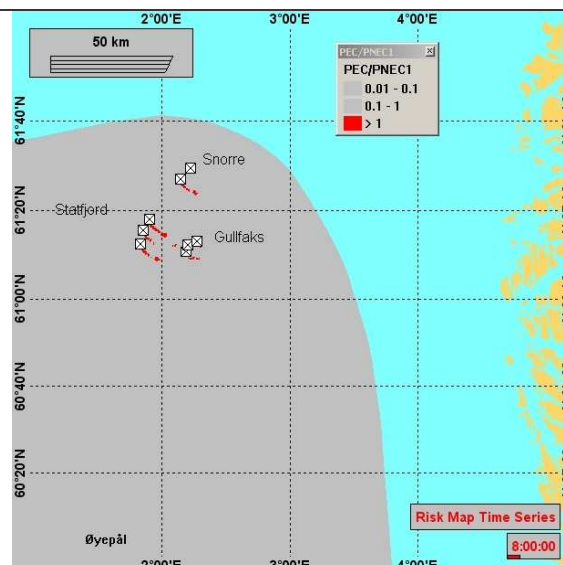 2°00'E
3°00'E
4°00'E
50 km
PEC/PNEC1
PEC/PNEC1
0.01 - 0.1
0.1 - 1
> 1
61°40'N
Snorre
61°20'N
Statfjord
Gullfaks
61°00'N
60°40'N
60°20'N
Risk Map Time Series
Øyepål
8:00:00
2°00'E
3°00'E
4°00'E